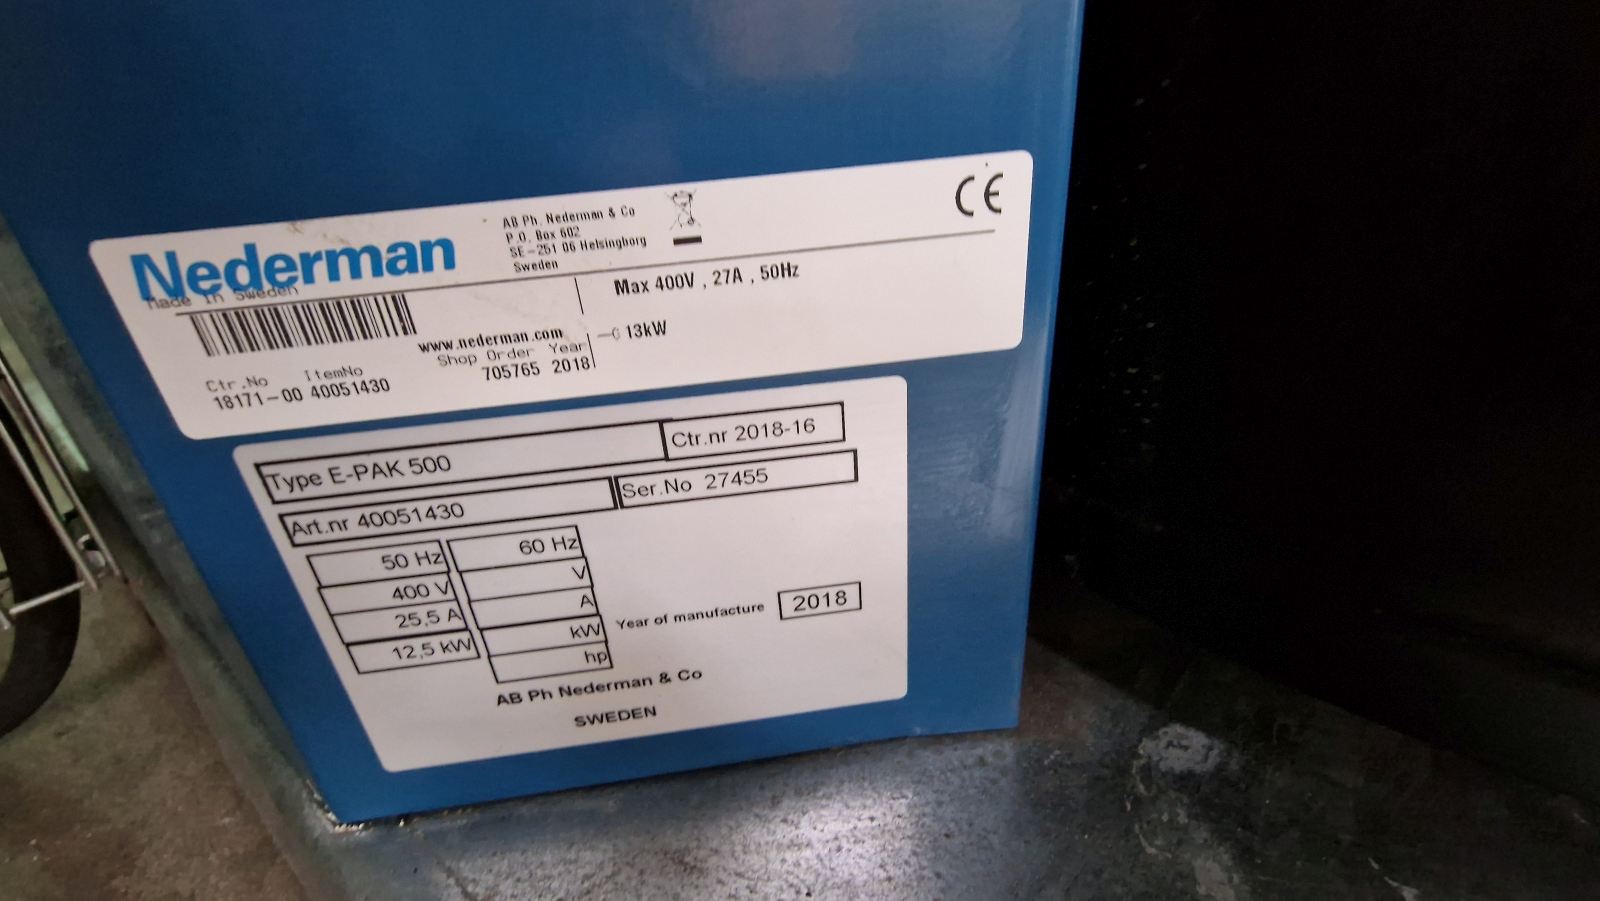 Nederman
Made In Sweden
AB Ph. Nederman & Co
P.O. Box 602
SE-251 06 Helsingborg
Sweden
CE
Max 400V , 27A , 50Hz
13kW
www.nederman.com
Shop Order Year
705765 2018
Ctr.No ItemNo
18171-00 40051430
Type E-PAK 500
Ctr.nr 2018-16
Art.nr 40051430
Ser.No 27455
50 Hz 60 Hz
400 V V
25,5 A A
12,5 kW kW
hp
Year of manufacture 2018
AB Ph Nederman & Co
SWEDEN